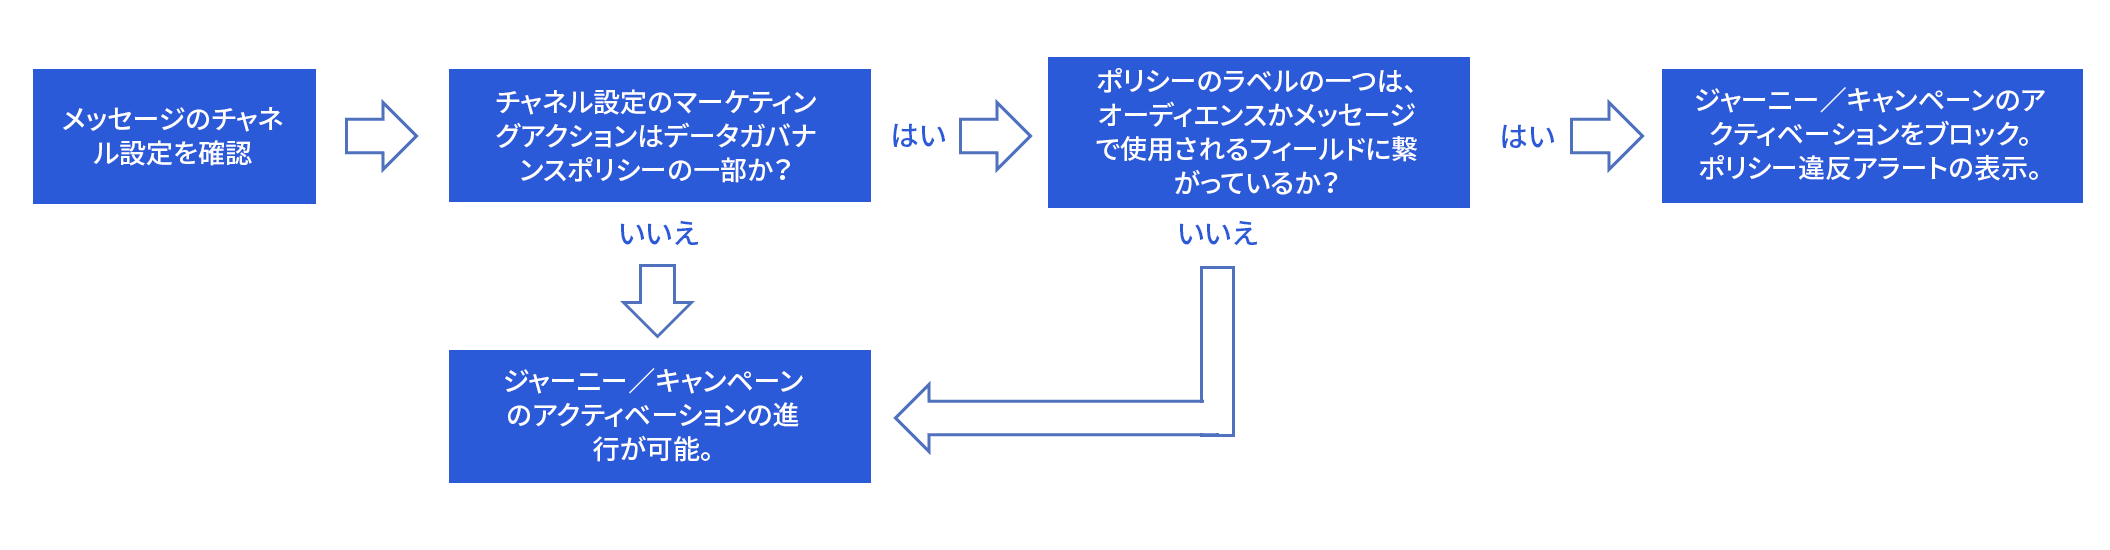 メッセージのチャネ
ル設定を確認
チャネル設定のマーケティン
グアクションはデータガバナ
ンスポリシーの一部か？
はい
ポリシーのラベルの一つは、
オーディエンスかメッセージ
で使用されるフィールドに繋
がっているか？
はい
ジャーニー／キャンペーンのア
クティベーションをブロック。
ポリシー違反アラートの表示。
いいえ
いいえ
ジャーニー／キャンペーン
のアクティベーションの進
行が可能。